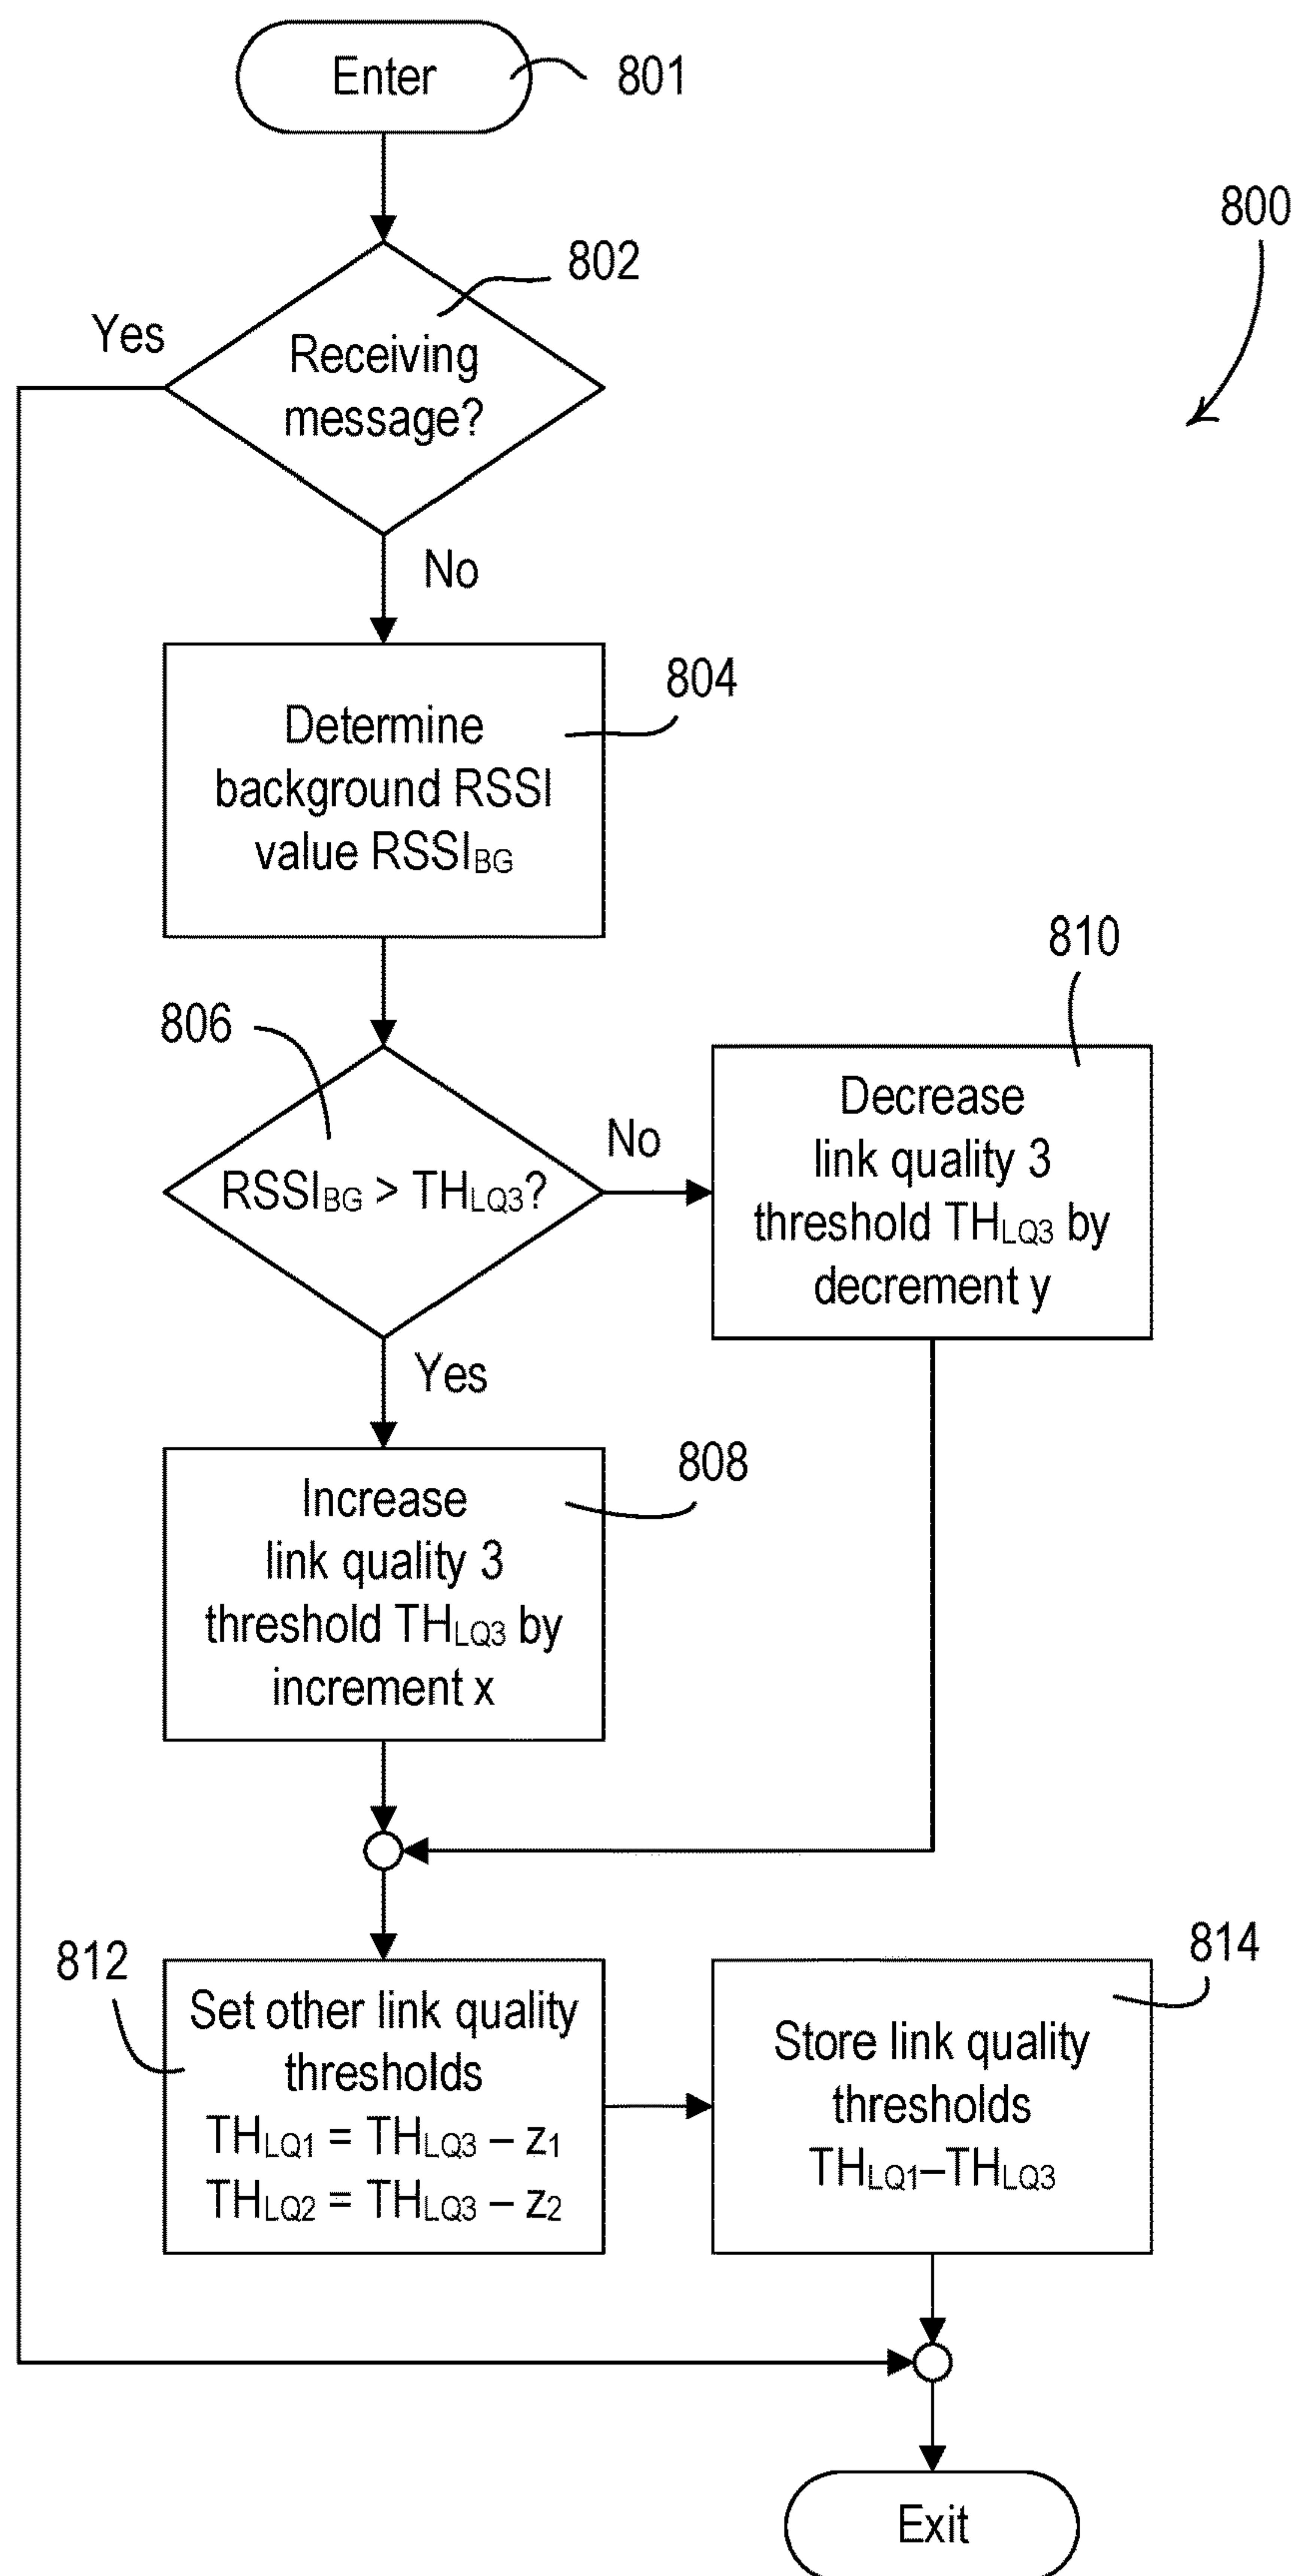 Enter
801
800
802
Yes
Receiving
message?
No
804
Determine
background RSSI
value RSSIBG
810
806
Decrease
link quality 3
threshold THLQ3 by
decrement y
No
RSSIBG > THLQ3?
Yes
808
Increase
link quality 3
threshold THLQ3 by
increment x
812
814
Set other link quality
thresholds
THLQ1 = THLQ3 – z1
THLQ2 = THLQ3 – z2
Store link quality
thresholds
THLQ1–THLQ3
Exit